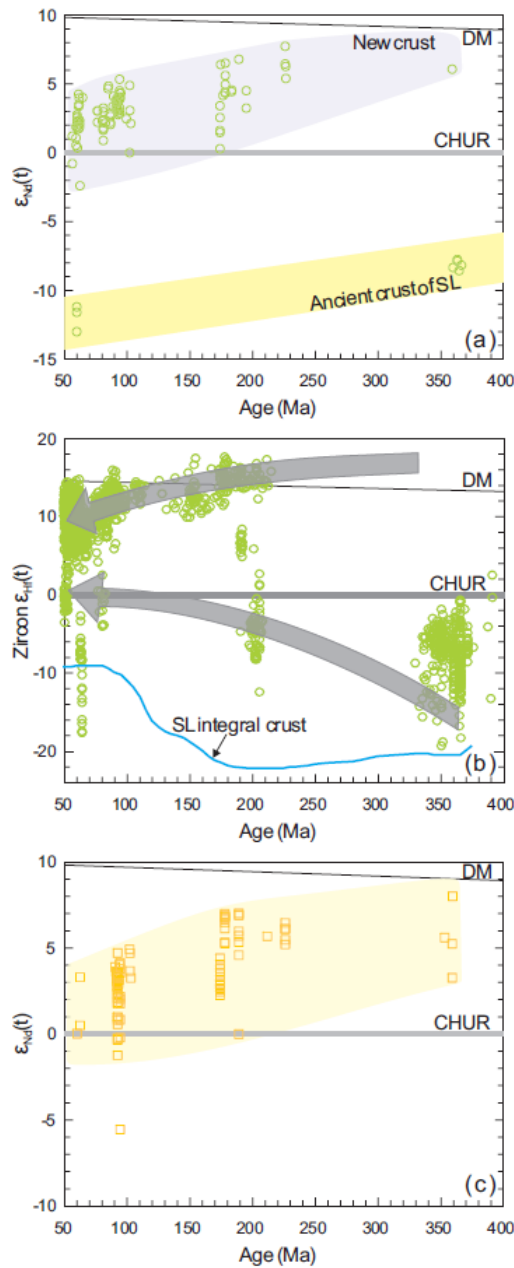 10
DM
New crust
5
CHUR
0
-5
-10
Ancient crust of SL
-15
(a)
50 100 150 200 250 300 350 400
Age (Ma)
εNd(t)
20
DM
10
CHUR
0
-10
SL integral crust
-20
(b)
50 100 150 200 250 300 350 400
Age (Ma)
Zircon εHf(t)
10
DM
5
CHUR
0
-5
-10
(c)
50 100 150 200 250 300 350 400
Age (Ma)
εNd(t)